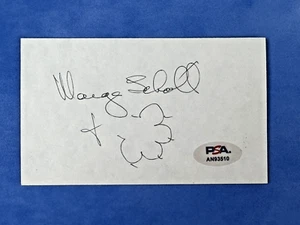 Marge Schott
+
PSA
AN93510